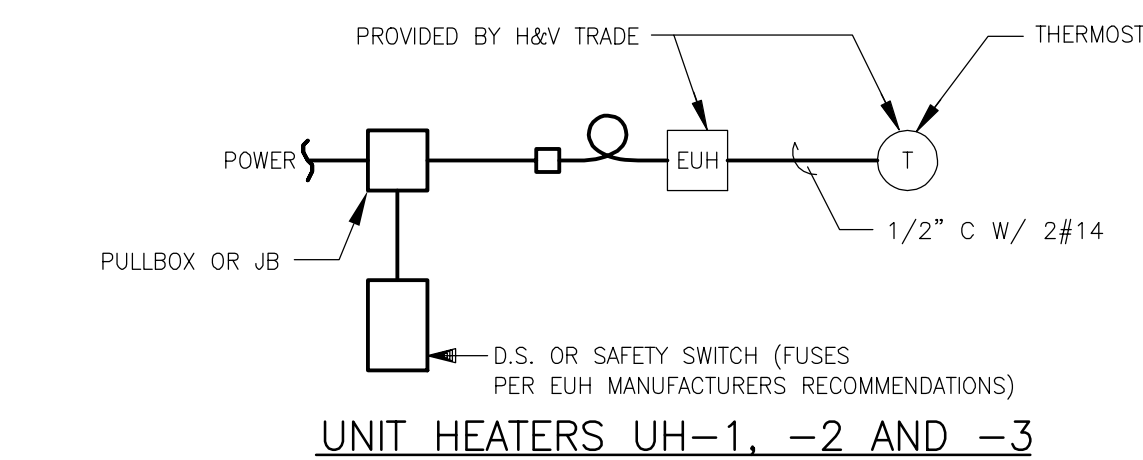 PROVIDED BY H&V TRADE
THERMOST
POWER
EUH
T
1/2" C W/ 2#14
PULLBOX OR JB
D.S. OR SAFETY SWITCH (FUSES
PER EUH MANUFACTURERS RECOMMENDATIONS)
UNIT HEATERS UH-1, -2 AND -3